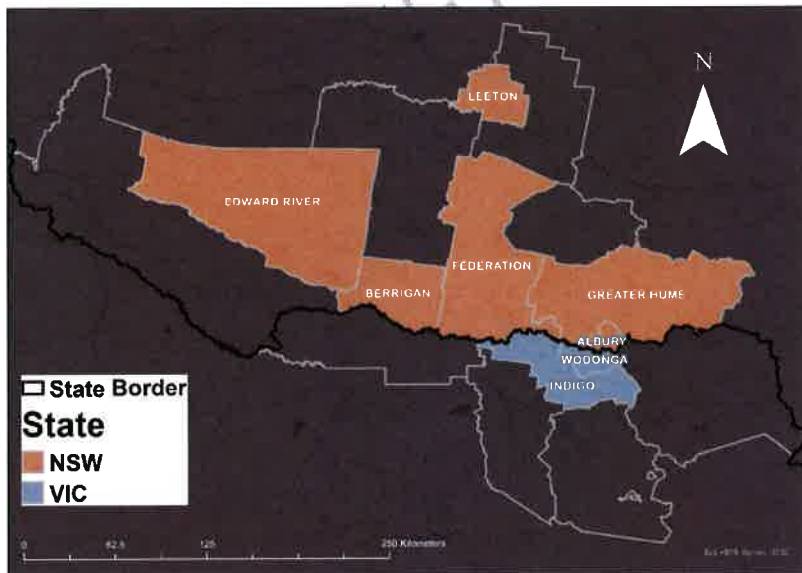 N
LEETON
EDWARD RIVER
FEDERATION
BERRIGAN
GREATER HUME
ALBURY
WODONGA
INDIGO
State Border
State
NSW
VIC
0 62.5 125 250 Kilometers